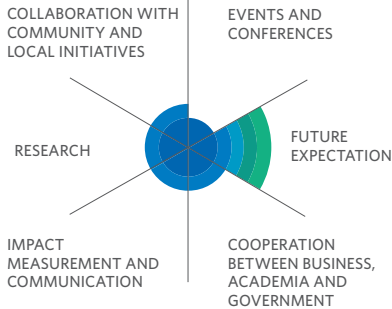 COLLABORATION WITH
COMMUNITY AND
LOCAL INITIATIVES
EVENTS AND
CONFERENCES
RESEARCH
FUTURE
EXPECTATION
IMPACT
MEASUREMENT AND
COMMUNICATION
COOPERATION
BETWEEN BUSINESS,
ACADEMIA AND
GOVERNMENT